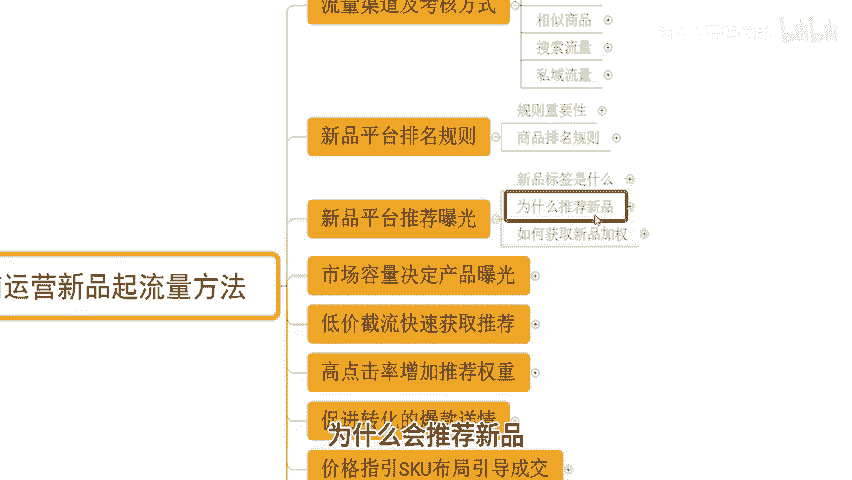 流量渠道及考核方式
相似商品
搜索流量
私域流量
规则重要性
新品平台排名规则
商品排名规则
新品标签是什么
为什么推荐新品
新品平台推荐曝光
如何获取新品加权
市场容量决定产品曝光
运营新品起流量方法
低价截流快速获取推荐
高点击率增加推荐权重
促进转化的爆款详情
为什么会推荐新品
价格指引SKU布局引导成交
bilibili